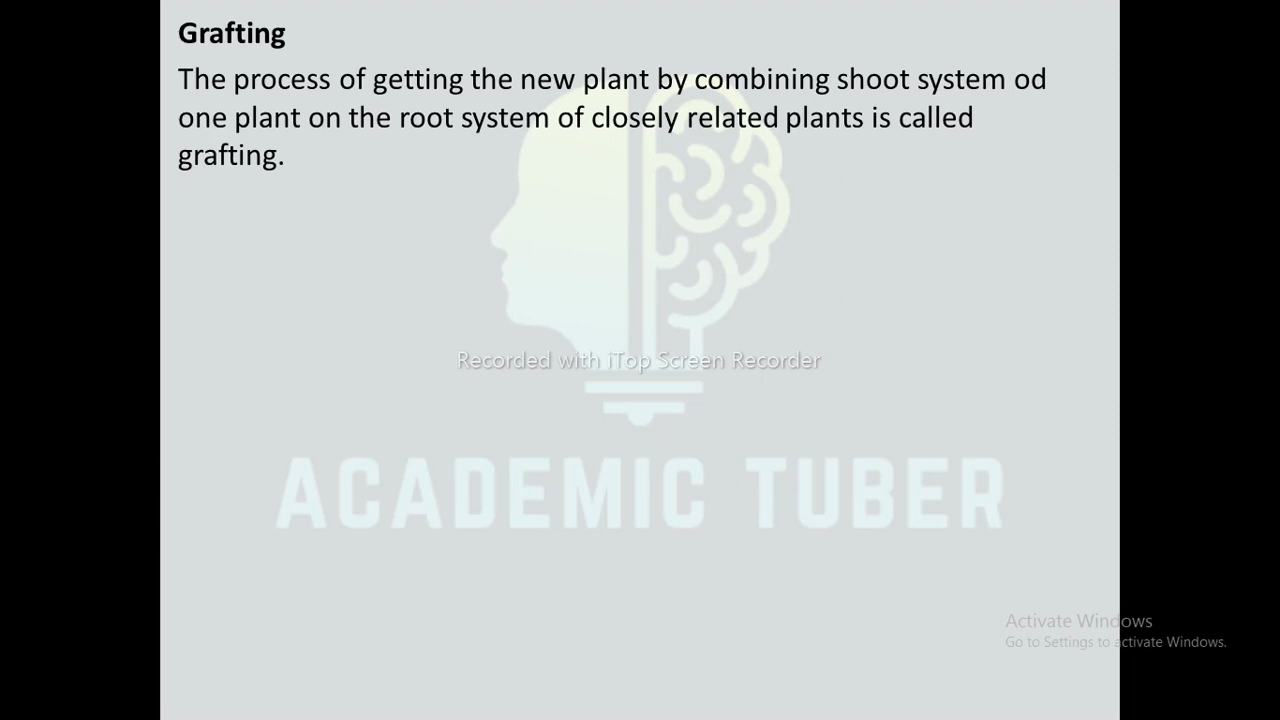 Grafting
The process of getting the new plant by combining shoot system od
one plant on the root system of closely related plants is called
grafting.
Recorded with iTop Screen Recorder
ACADEMIC TUBER
Activate Windows
Go to Settings to activate Windows.